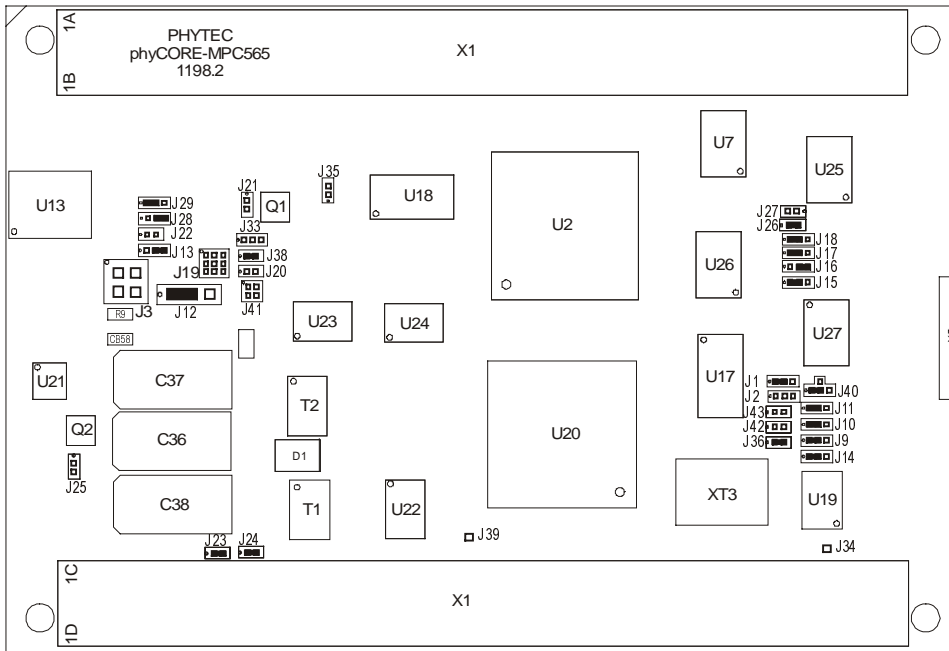 1A
1B
PHYTEC
phyCORE-MPC565
1198.2
X1
U7
U25
J35
J21
Q1
U18
U13
J29
J28
J22
J13
J33
J38
J20
J19
J41
J3
J12
R9
CB58
U2
J27
J26
J18
J17
J16
J15
U26
U23
U24
U27
U17
U21
C37
T2
J1
J2
J43
J42
J36
J40
J11
J10
J9
J14
Q2
C36
D1
U20
J25
C38
T1
U22
XT3
U19
J23
J24
J39
J34
1C
1D
X1